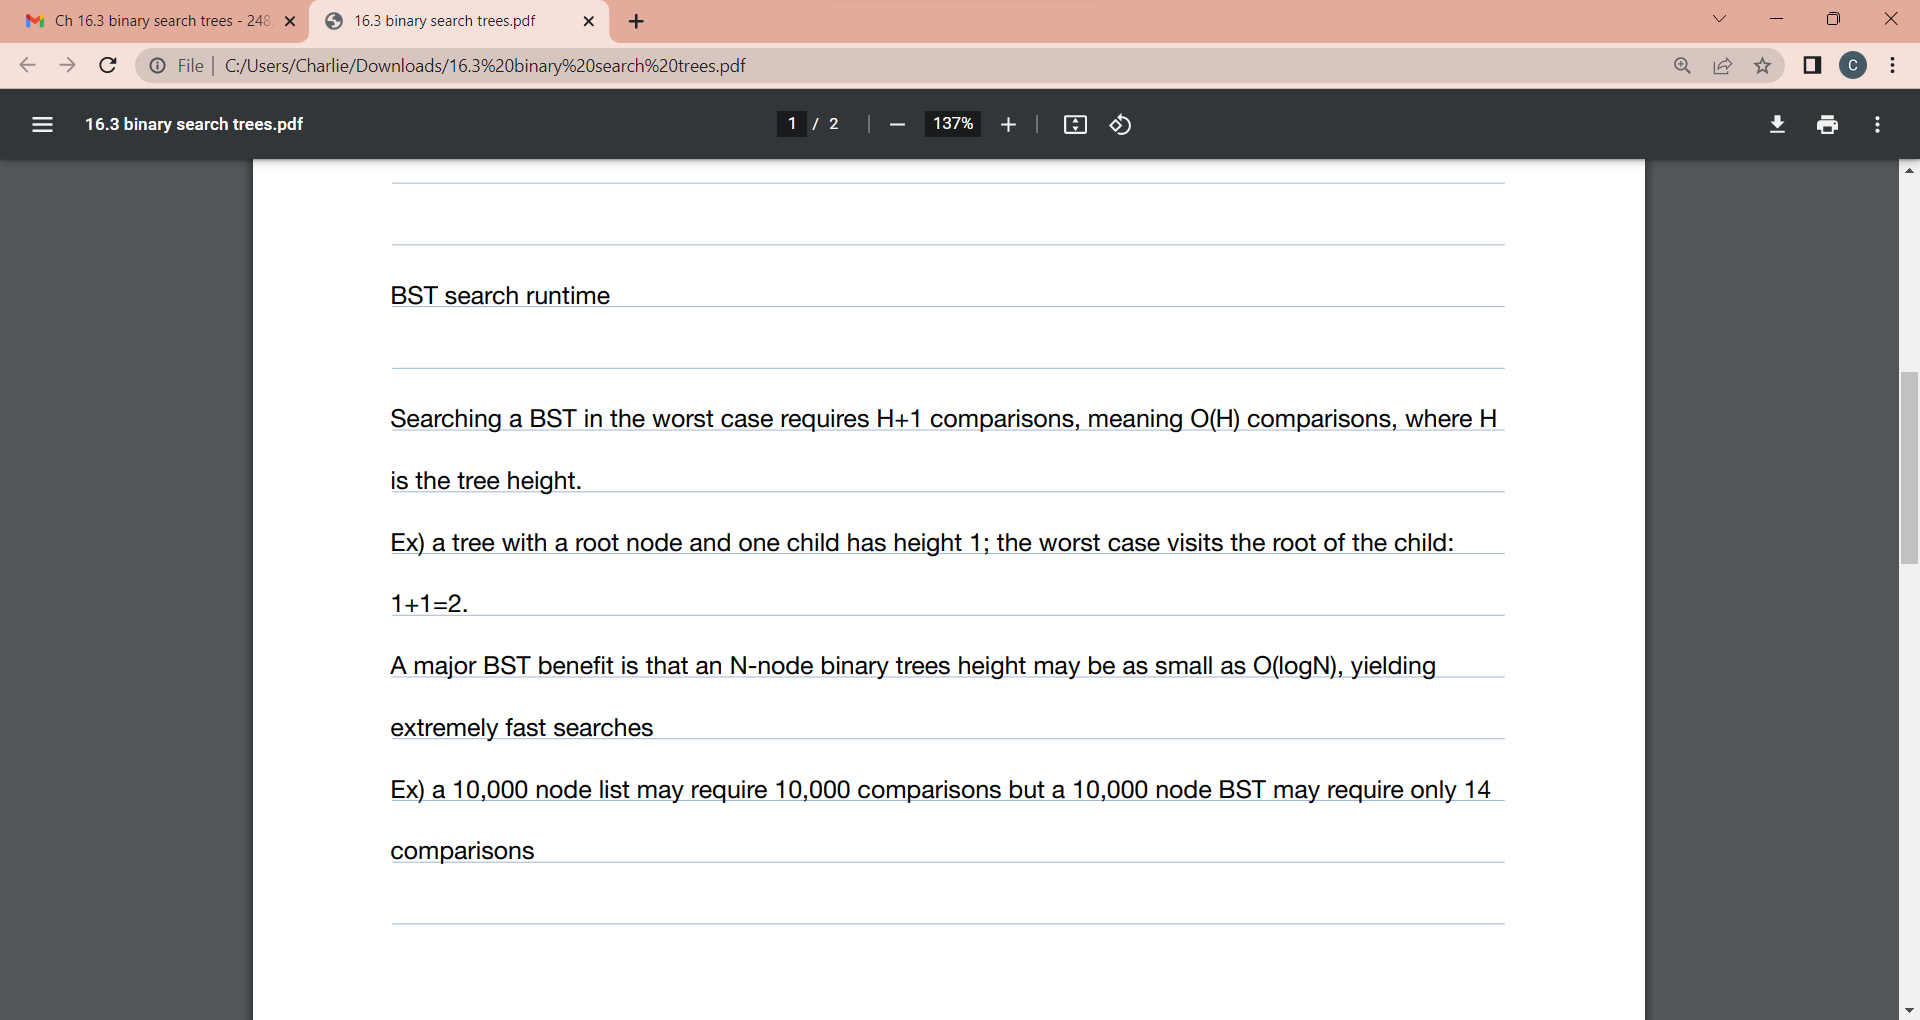 Ch 16.3 binary search trees - 248
16.3 binary search trees.pdf
File | C:/Users/Charlie/Downloads/16.3%20binary%20search%20trees.pdf
C
16.3 binary search trees.pdf
1 / 2 | — 137% + |
BST search runtime
Searching a BST in the worst case requires H+1 comparisons, meaning O(H) comparisons, where H
is the tree height.
Ex) a tree with a root node and one child has height 1; the worst case visits the root of the child:
1+1=2.
A major BST benefit is that an N-node binary trees height may be as small as O(logN), yielding
extremely fast searches
Ex) a 10,000 node list may require 10,000 comparisons but a 10,000 node BST may require only 14
comparisons